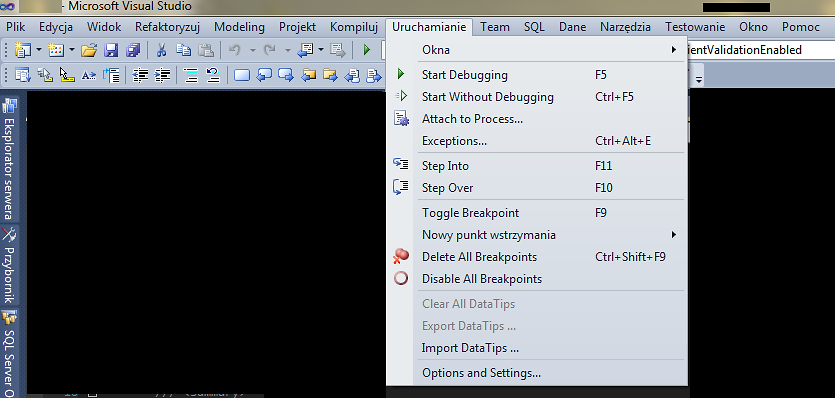 - Microsoft Visual Studio
Plik Edycja Widok Refaktoryzuj Modeling Projekt Kompiluj Uruchamianie Team SQL Dane Narzędzia Testowanie Okno Pomoc
ientValidationEnabled
Okna
Start Debugging F5
Start Without Debugging Ctrl+F5
Attach to Process...
Exceptions... Ctrl+Alt+E
Step Into F11
Step Over F10
Toggle Breakpoint F9
Nowy punkt wstrzymania
Delete All Breakpoints Ctrl+Shift+F9
Disable All Breakpoints
Clear All DataTips
Export DataTips ...
Import DataTips ...
Options and Settings...
Eksplorator serwera
Przybornik
SQL Server O